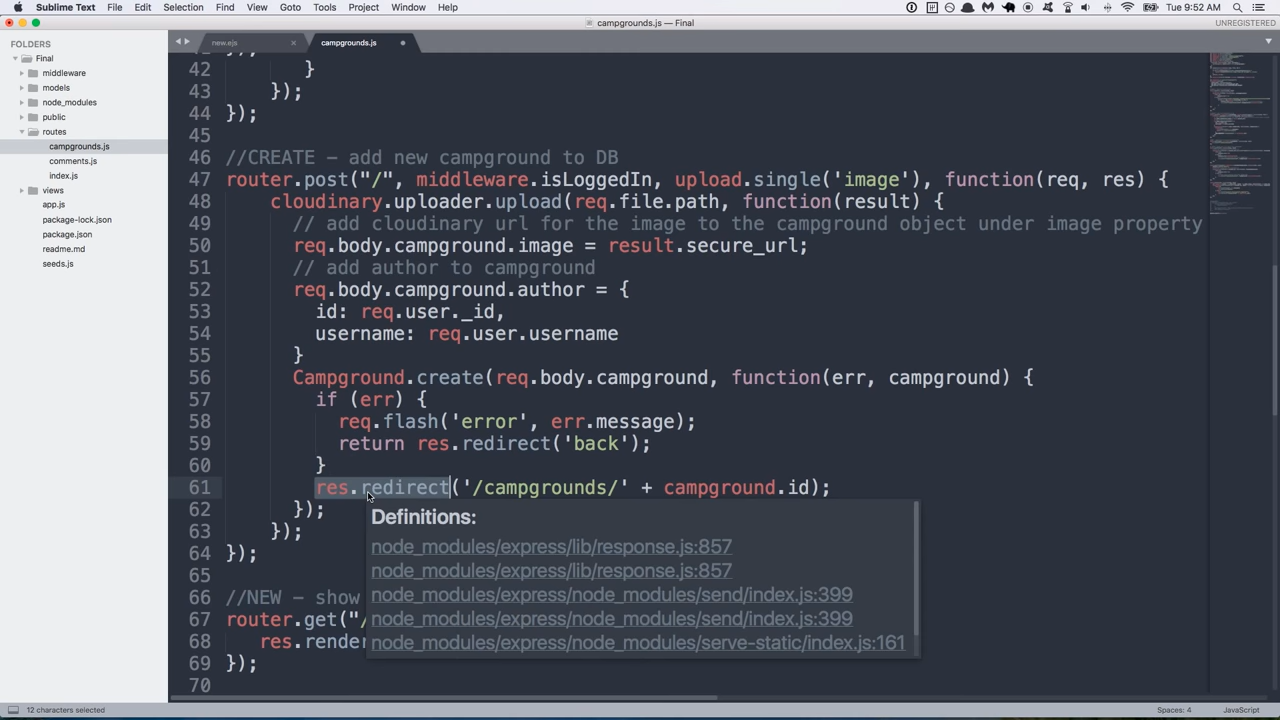 Sublime Text File Edit Selection Find View Goto Tools Project Window Help Tue 9:52 AM
campgrounds.js — Final UNREGISTERED
FOLDERS
Final
middleware
models
node_modules
public
routes
campgrounds.js
comments.js
index.js
views
app.js
package-lock.json
package.json
readme.md
seeds.js
new.ejs × campgrounds.js
42 }
43 });
44 });
45
46 //CREATE - add new campground to DB
47 router.post("/", middleware.isLoggedIn, upload.single('image'), function(req, res) {
48 cloudinary.uploader.upload(req.file.path, function(result) {
49 // add cloudinary url for the image to the campground object under image property
50 req.body.campground.image = result.secure_url;
51 // add author to campground
52 req.body.campground.author = {
53 id: req.user._id,
54 username: req.user.username
55 }
56 Campground.create(req.body.campground, function(err, campground) {
57 if (err) {
58 req.flash('error', err.message);
59 return res.redirect('back');
60 }
61 res.redirect('/campgrounds/' + campground.id);
62 });
63 });
64 });
65
66 //NEW - show
67 router.get("/
68 res.render
69 });
70
Definitions:
node_modules/express/lib/response.js:857
node_modules/express/lib/response.js:857
node_modules/express/node_modules/send/index.js:399
node_modules/express/node_modules/send/index.js:399
node_modules/express/node_modules/serve-static/index.js:161
12 characters selected Spaces: 4 JavaScript